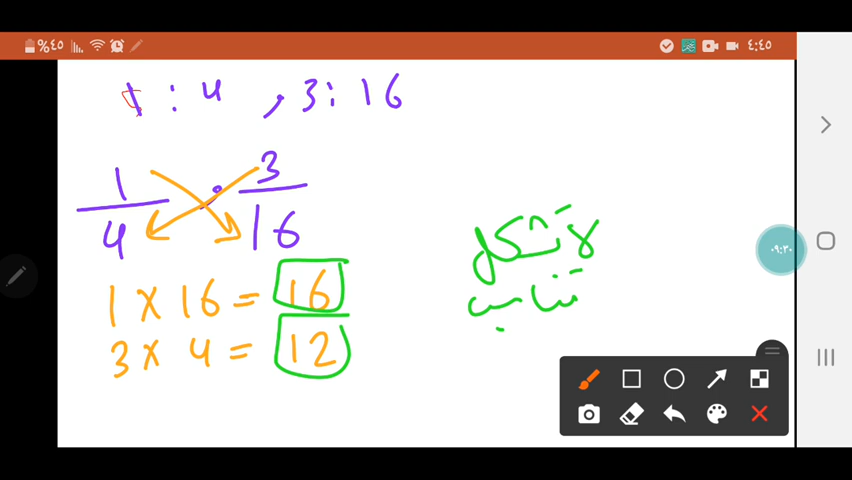 %٤٥ ٤:٤٥
1 : 4 , 3 : 16
1/4 , 3/16
1 × 16 = 16
3 × 4 = 12
لا تشكل
تناسب
٠٩:٣٠